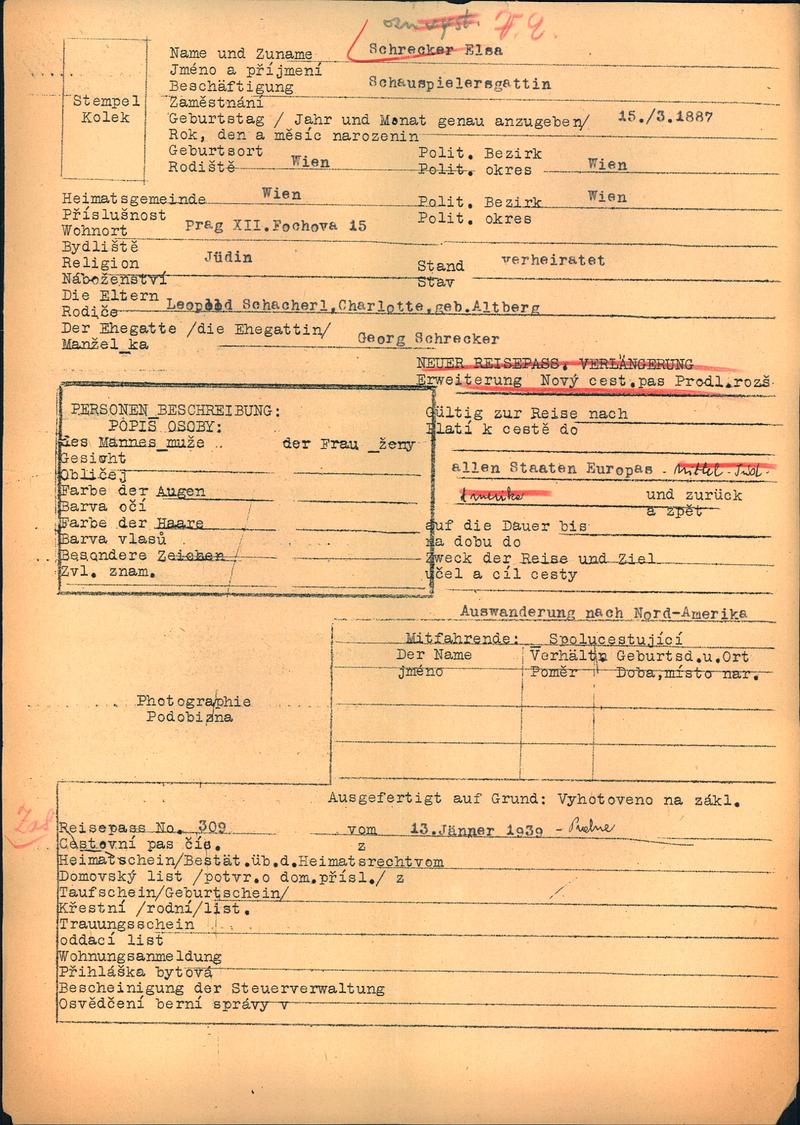 Schrecker Elsa
Name und Zuname
Jméno a příjmení
Beschäftigung Schauspielersgattin
Zaměstnání
Stempel
Kolek
Geburtstag / Jahr und Monat genau anzugeben/ 15./3.1887
Rok, den a měsíc narozenin
Geburtsort Wien Polit. Bezirk Wien
Rodiště Polit. okres
Heimatsgemeinde Wien Polit. Bezirk Wien
Příslušnost Polit. okres
Wohnort Prag XII.Fochova 15
Bydliště
Religion Jüdin Stand verheiratet
Náboženství Stav
Die Eltern Leopold Schacherl,Charlotte,geb.Altberg
Rodiče
Der Ehegatte /die Ehegattin/ Georg Schrecker
Manžel_ka
NEUER REISEPASS. VERLÄNGERUNG
Erweiterung Nový cest.pas Prodl.rozš
PERSONEN_BESCHREIBUNG:
POPIS OSOBY:
des Mannes_muže .. der Frau _ženy
Gesicht
Obličej
Farbe der Augen
Barva očí
Farbe der Haare
Barva vlasů
Besondere Zeichen
Zvl. znam.
Gültig zur Reise nach
Platí k cestě do
allen Staaten Europas - Mittel - Süd-
Amerika und zurück
a zpět
auf die Dauer bis
na dobu do
Zweck der Reise und Ziel
účel a cíl cesty
Auswanderung nach Nord-Amerika
Mitfahrende: Spolucestující
Der Name Verhältn Geburtsd.u.Ort
jméno Poměr Doba,místo nar.
Photographie
Podobizna
Ausgefertigt auf Grund: Vyhotoveno na zákl.
Reisepass No. 309 vom 13.Jänner 1939 -
Cestovní pas čís. z
Heimatschein/Bestät.üb.d.Heimatsrechtvom
Domovský list /potvr.o dom.přísl./ z
Taufschein/Geburtschein/
Křestní /rodní/list.
Trauungsschein
oddací list
Wohnungsanmeldung
Přihláška bytová
Bescheinigung der Steuerverwaltung
Osvědčení berní správy v